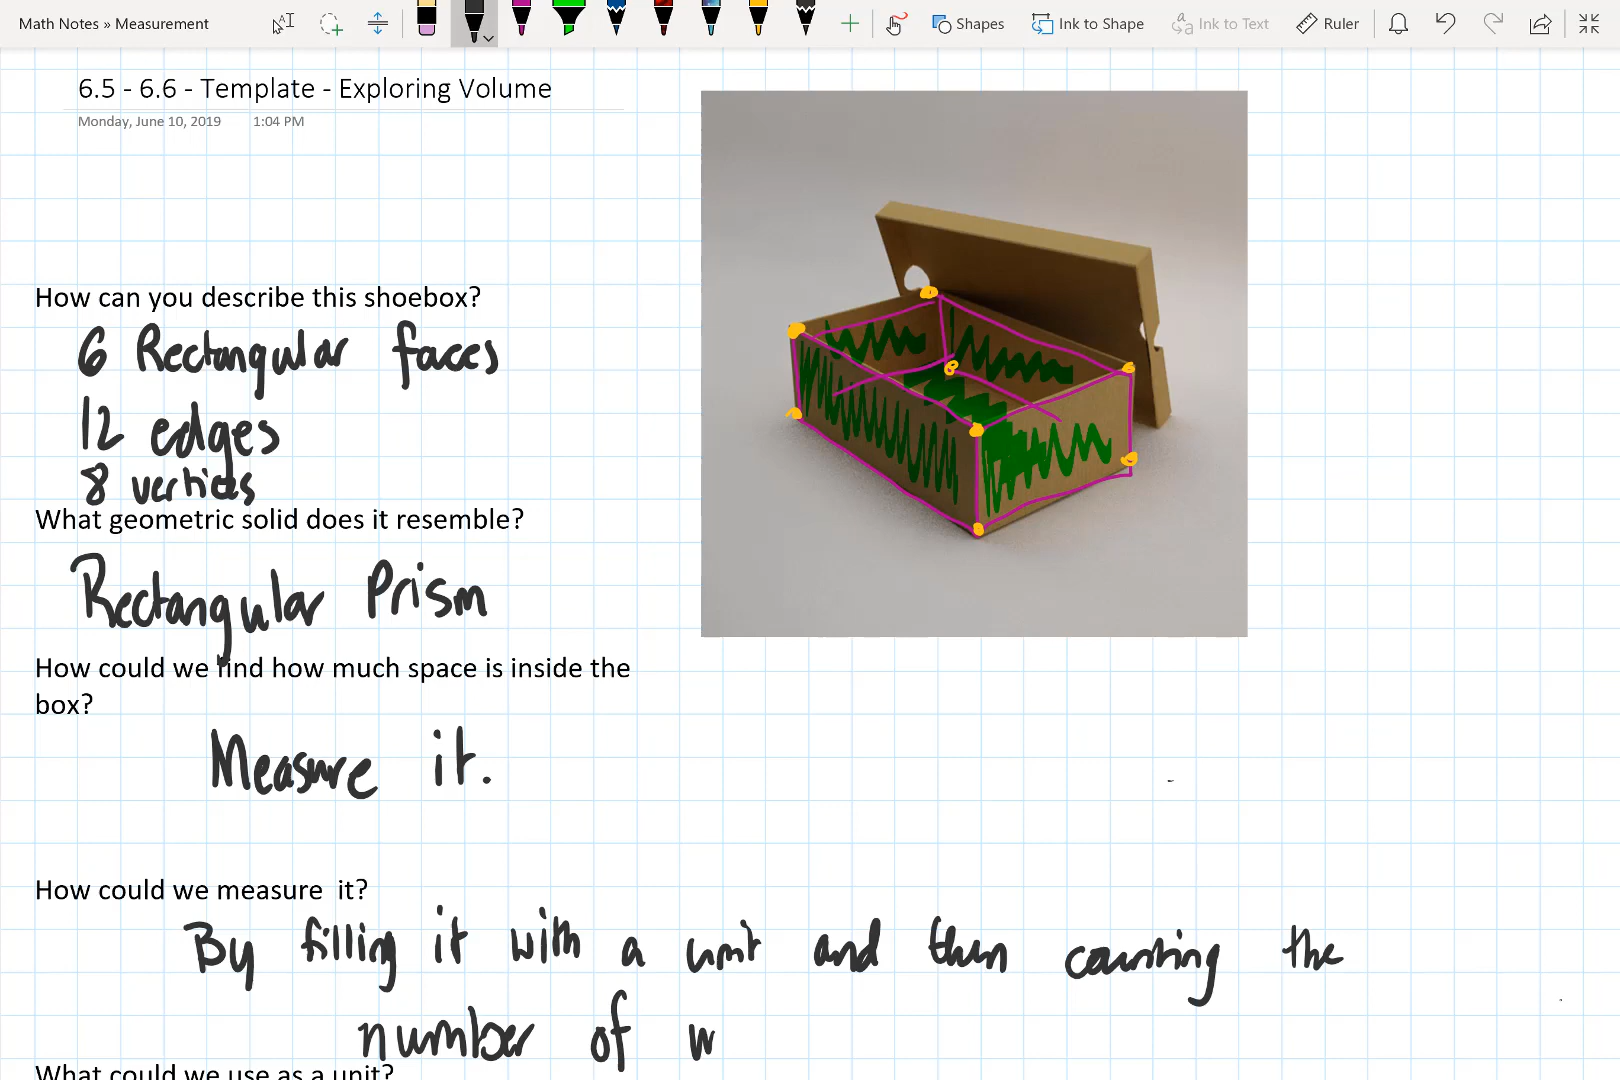 Math Notes » Measurement
Shapes
Ink to Shape
Ink to Text
Ruler
6.5 - 6.6 - Template - Exploring Volume
Monday, June 10, 2019 1:04 PM
How can you describe this shoebox?
6 Rectangular faces
12 edges
8 vertices
What geometric solid does it resemble?
Rectangular Prism
How could we find how much space is inside the
box?
Measure it.
How could we measure it?
By filling it with a unit and then counting the
number of
What could we use as a unit?